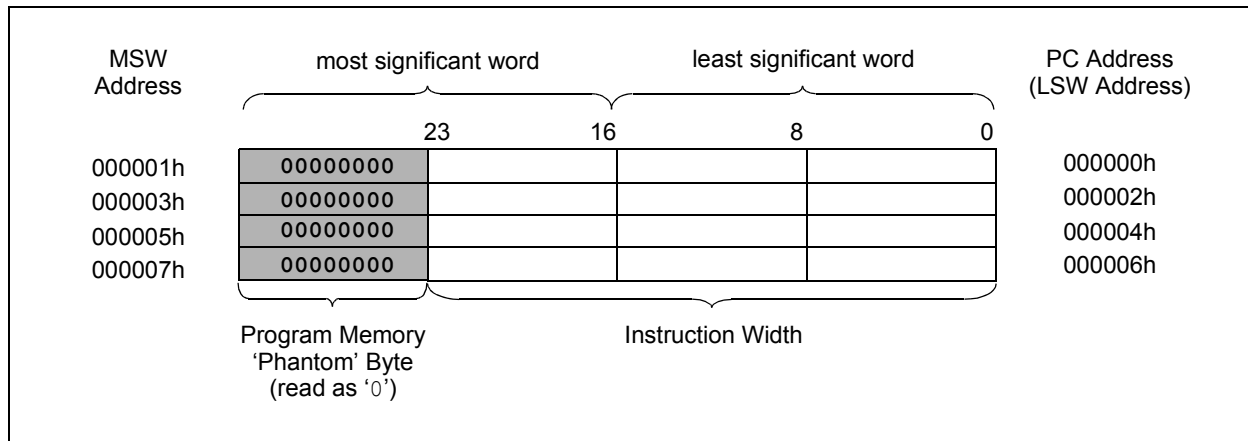 MSW
Address
most significant word
least significant word
PC Address
(LSW Address)
23 16 8 0
000001h 00000000 000000h
000003h 00000000 000002h
000005h 00000000 000004h
000007h 00000000 000006h
Program Memory
‘Phantom’ Byte
(read as ‘0’)
Instruction Width